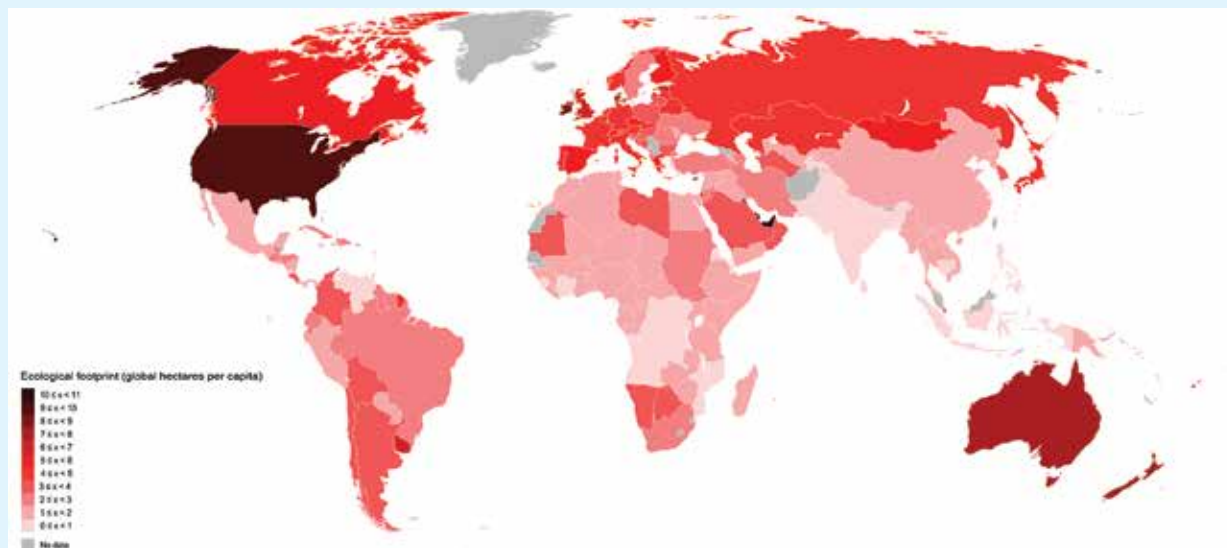 Ecological footprint (global hectares per capita)
10 ≤ x < 11
9 ≤ x < 10
8 ≤ x < 9
7 ≤ x < 8
6 ≤ x < 7
5 ≤ x < 6
4 ≤ x < 5
3 ≤ x < 4
2 ≤ x < 3
1 ≤ x < 2
0 ≤ x < 1
No data